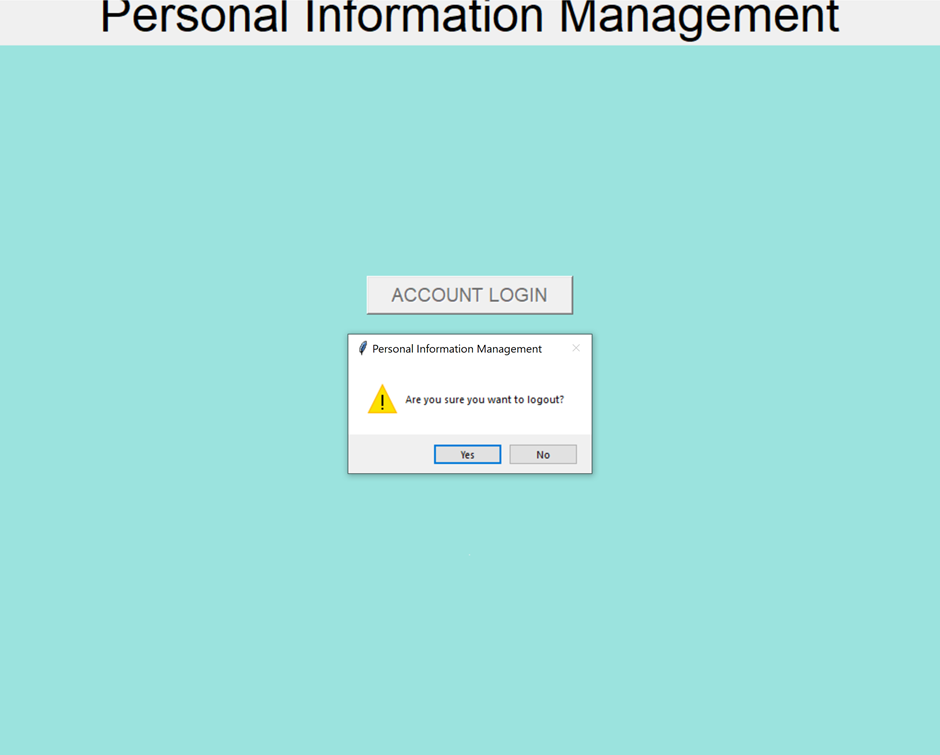 Personal Information Management
ACCOUNT LOGIN
Personal Information Management
Are you sure you want to logout?
Yes No